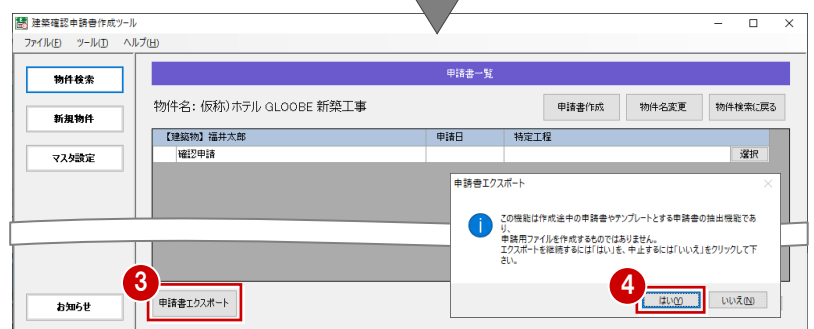 建築確認申請書作成ツール
ファイル(F) ツール(T) ヘルプ(H)
物件検索
新規物件
マスタ設定
お知らせ
申請書一覧
物件名: 仮称)ホテル GLOOBE 新築工事
申請書作成 物件名変更 物件検索に戻る
【建築物】福井太郎 申請日 特定工程
確認申請 選択
3
申請書エクスポート
申請書エクスポート
この機能は作成途中の申請書やテンプレートとする申請書の抽出機能であ
り、
申請用ファイルを作成するものではありません。
エクスポートを継続するには「はい」を、中止するには「いいえ」をクリックして下
さい。
4
はい(Y) いいえ(N)